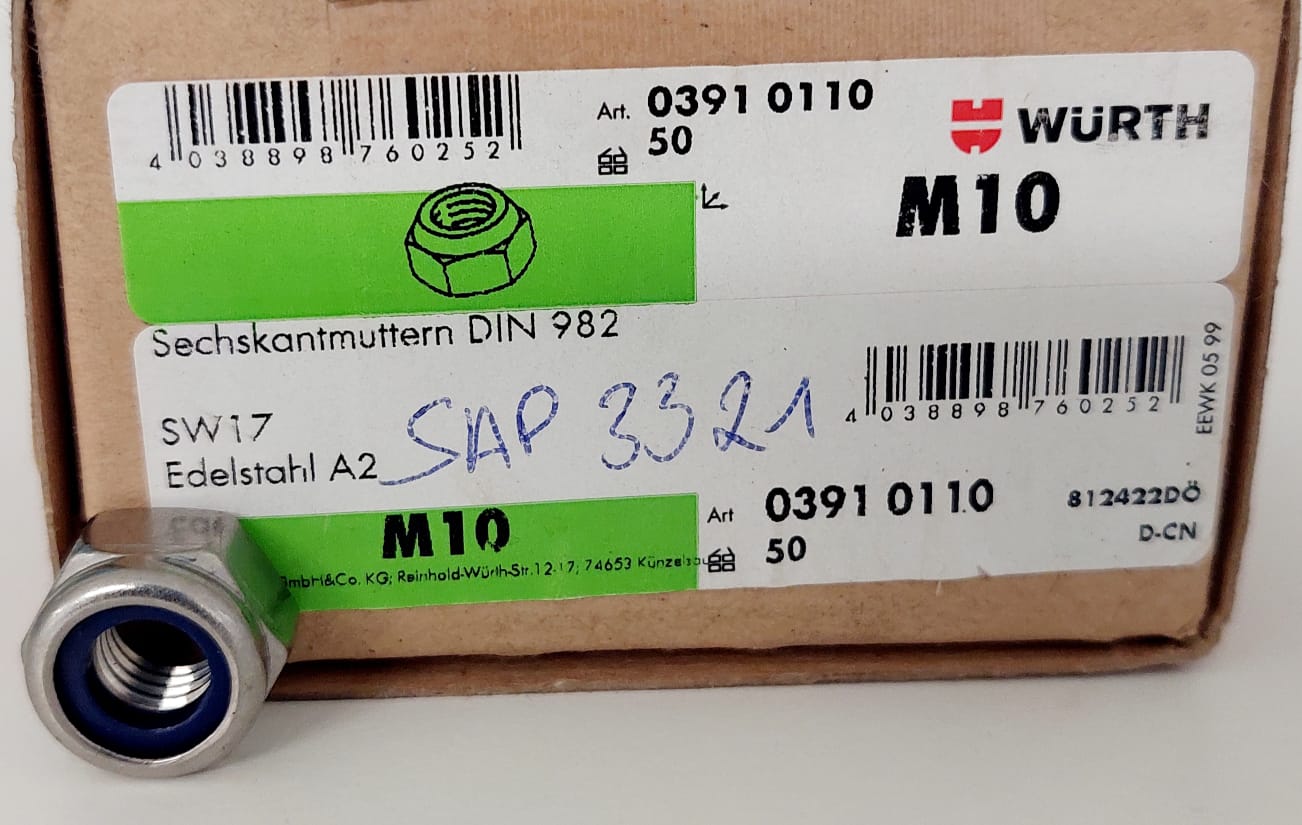 4 038898 760252
Art. 0391 0110
50
WÜRTH
M10
Sechskantmuttern DIN 982
SW17
Edelstahl A2
SAP 3321
4 038898 760252
EEWK 05 99
M10
GmbH&Co. KG; Reinhold-Würth-Str.12-17; 74653 Künzelsau
Art 0391 0110
50
812422DÖ
D-CN